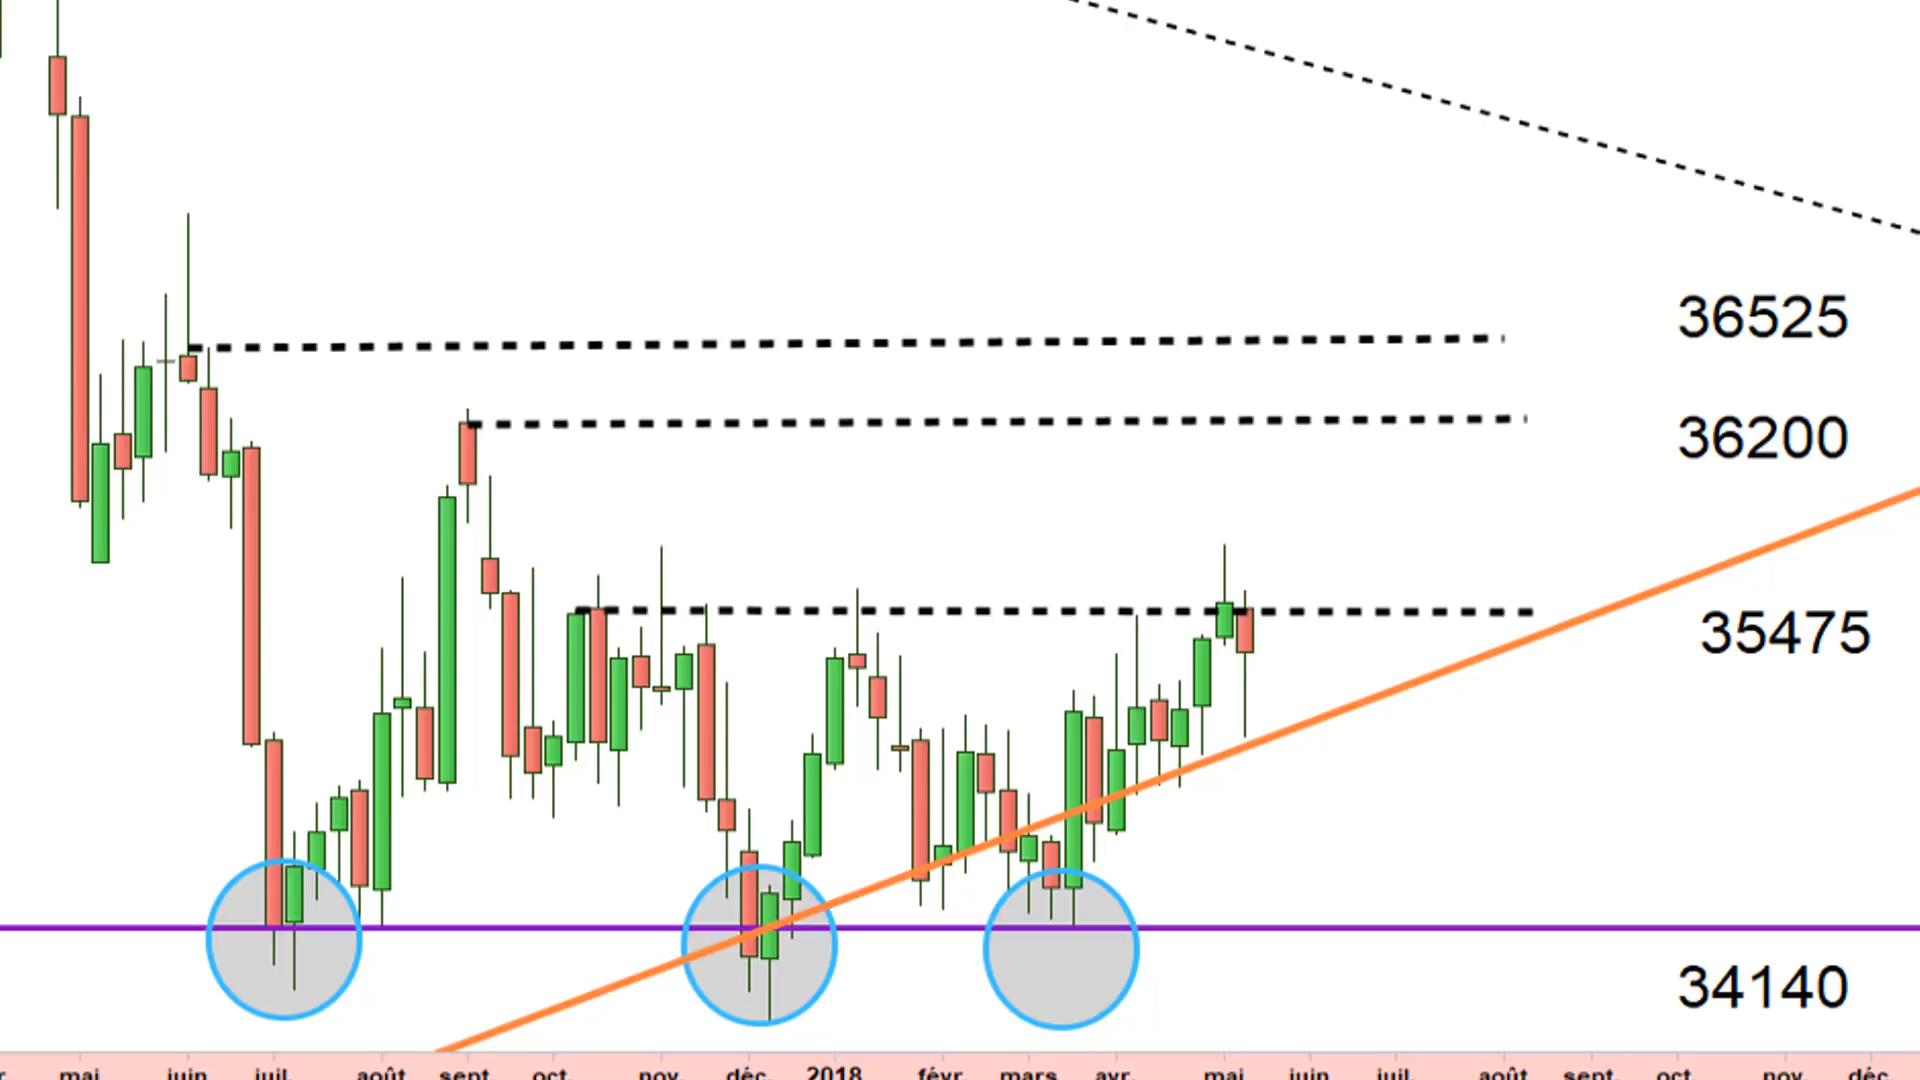 36525
36200
35475
34140
mai juin juil. août sept. oct. nov. déc. 2018 févr. mars avr. mai juin juil. août sept. oct. nov. déc.